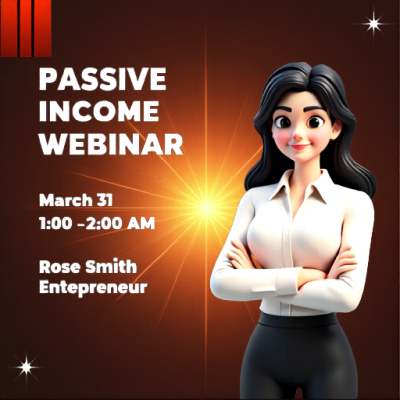 PASSIVE
INCOME
WEBINAR
March 31
1:00 -2:00 AM
Rose Smith
Entepreneur